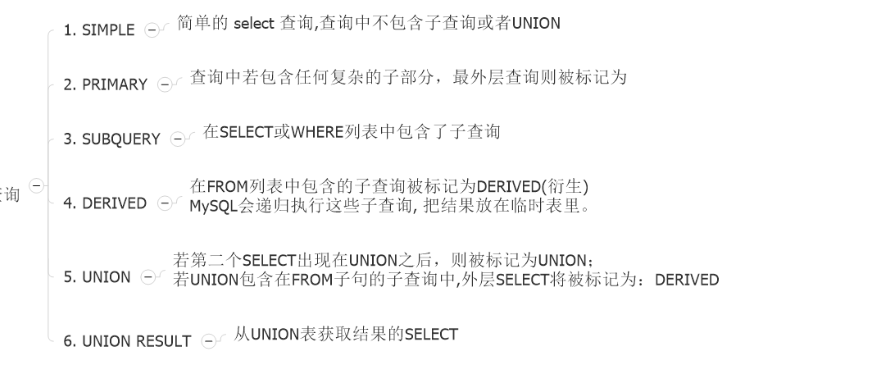 1. SIMPLE
简单的 select 查询,查询中不包含子查询或者UNION
2. PRIMARY
查询中若包含任何复杂的子部分，最外层查询则被标记为
3. SUBQUERY
在SELECT或WHERE列表中包含了子查询
询
4. DERIVED
在FROM列表中包含的子查询被标记为DERIVED(衍生)
MySQL会递归执行这些子查询, 把结果放在临时表里。
5. UNION
若第二个SELECT出现在UNION之后，则被标记为UNION；
若UNION包含在FROM子句的子查询中,外层SELECT将被标记为：DERIVED
6. UNION RESULT
从UNION表获取结果的SELECT